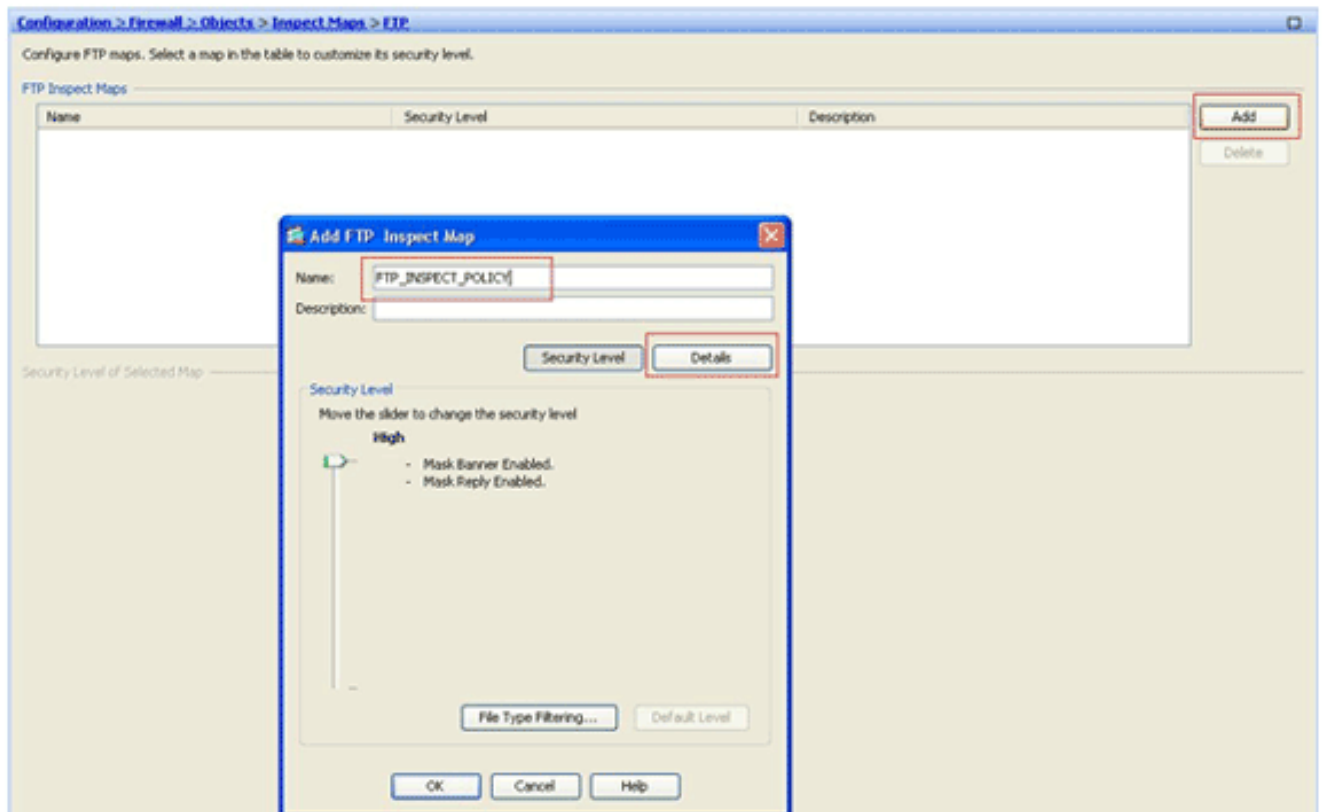 Configuration > Firewall > Objects > Inspect Maps > FTP
Configure FTP maps. Select a map in the table to customize its security level.
FTP Inspect Maps
Name Security Level Description
Add
Delete
Add FTP Inspect Map
Name: FTP_INSPECT_POLICY
Description:
Security Level Details
Security Level of Selected Map
Security Level
Move the slider to change the security level
High
- Mask Banner Enabled.
- Mask Reply Enabled.
File Type Filtering... Default Level
OK Cancel Help